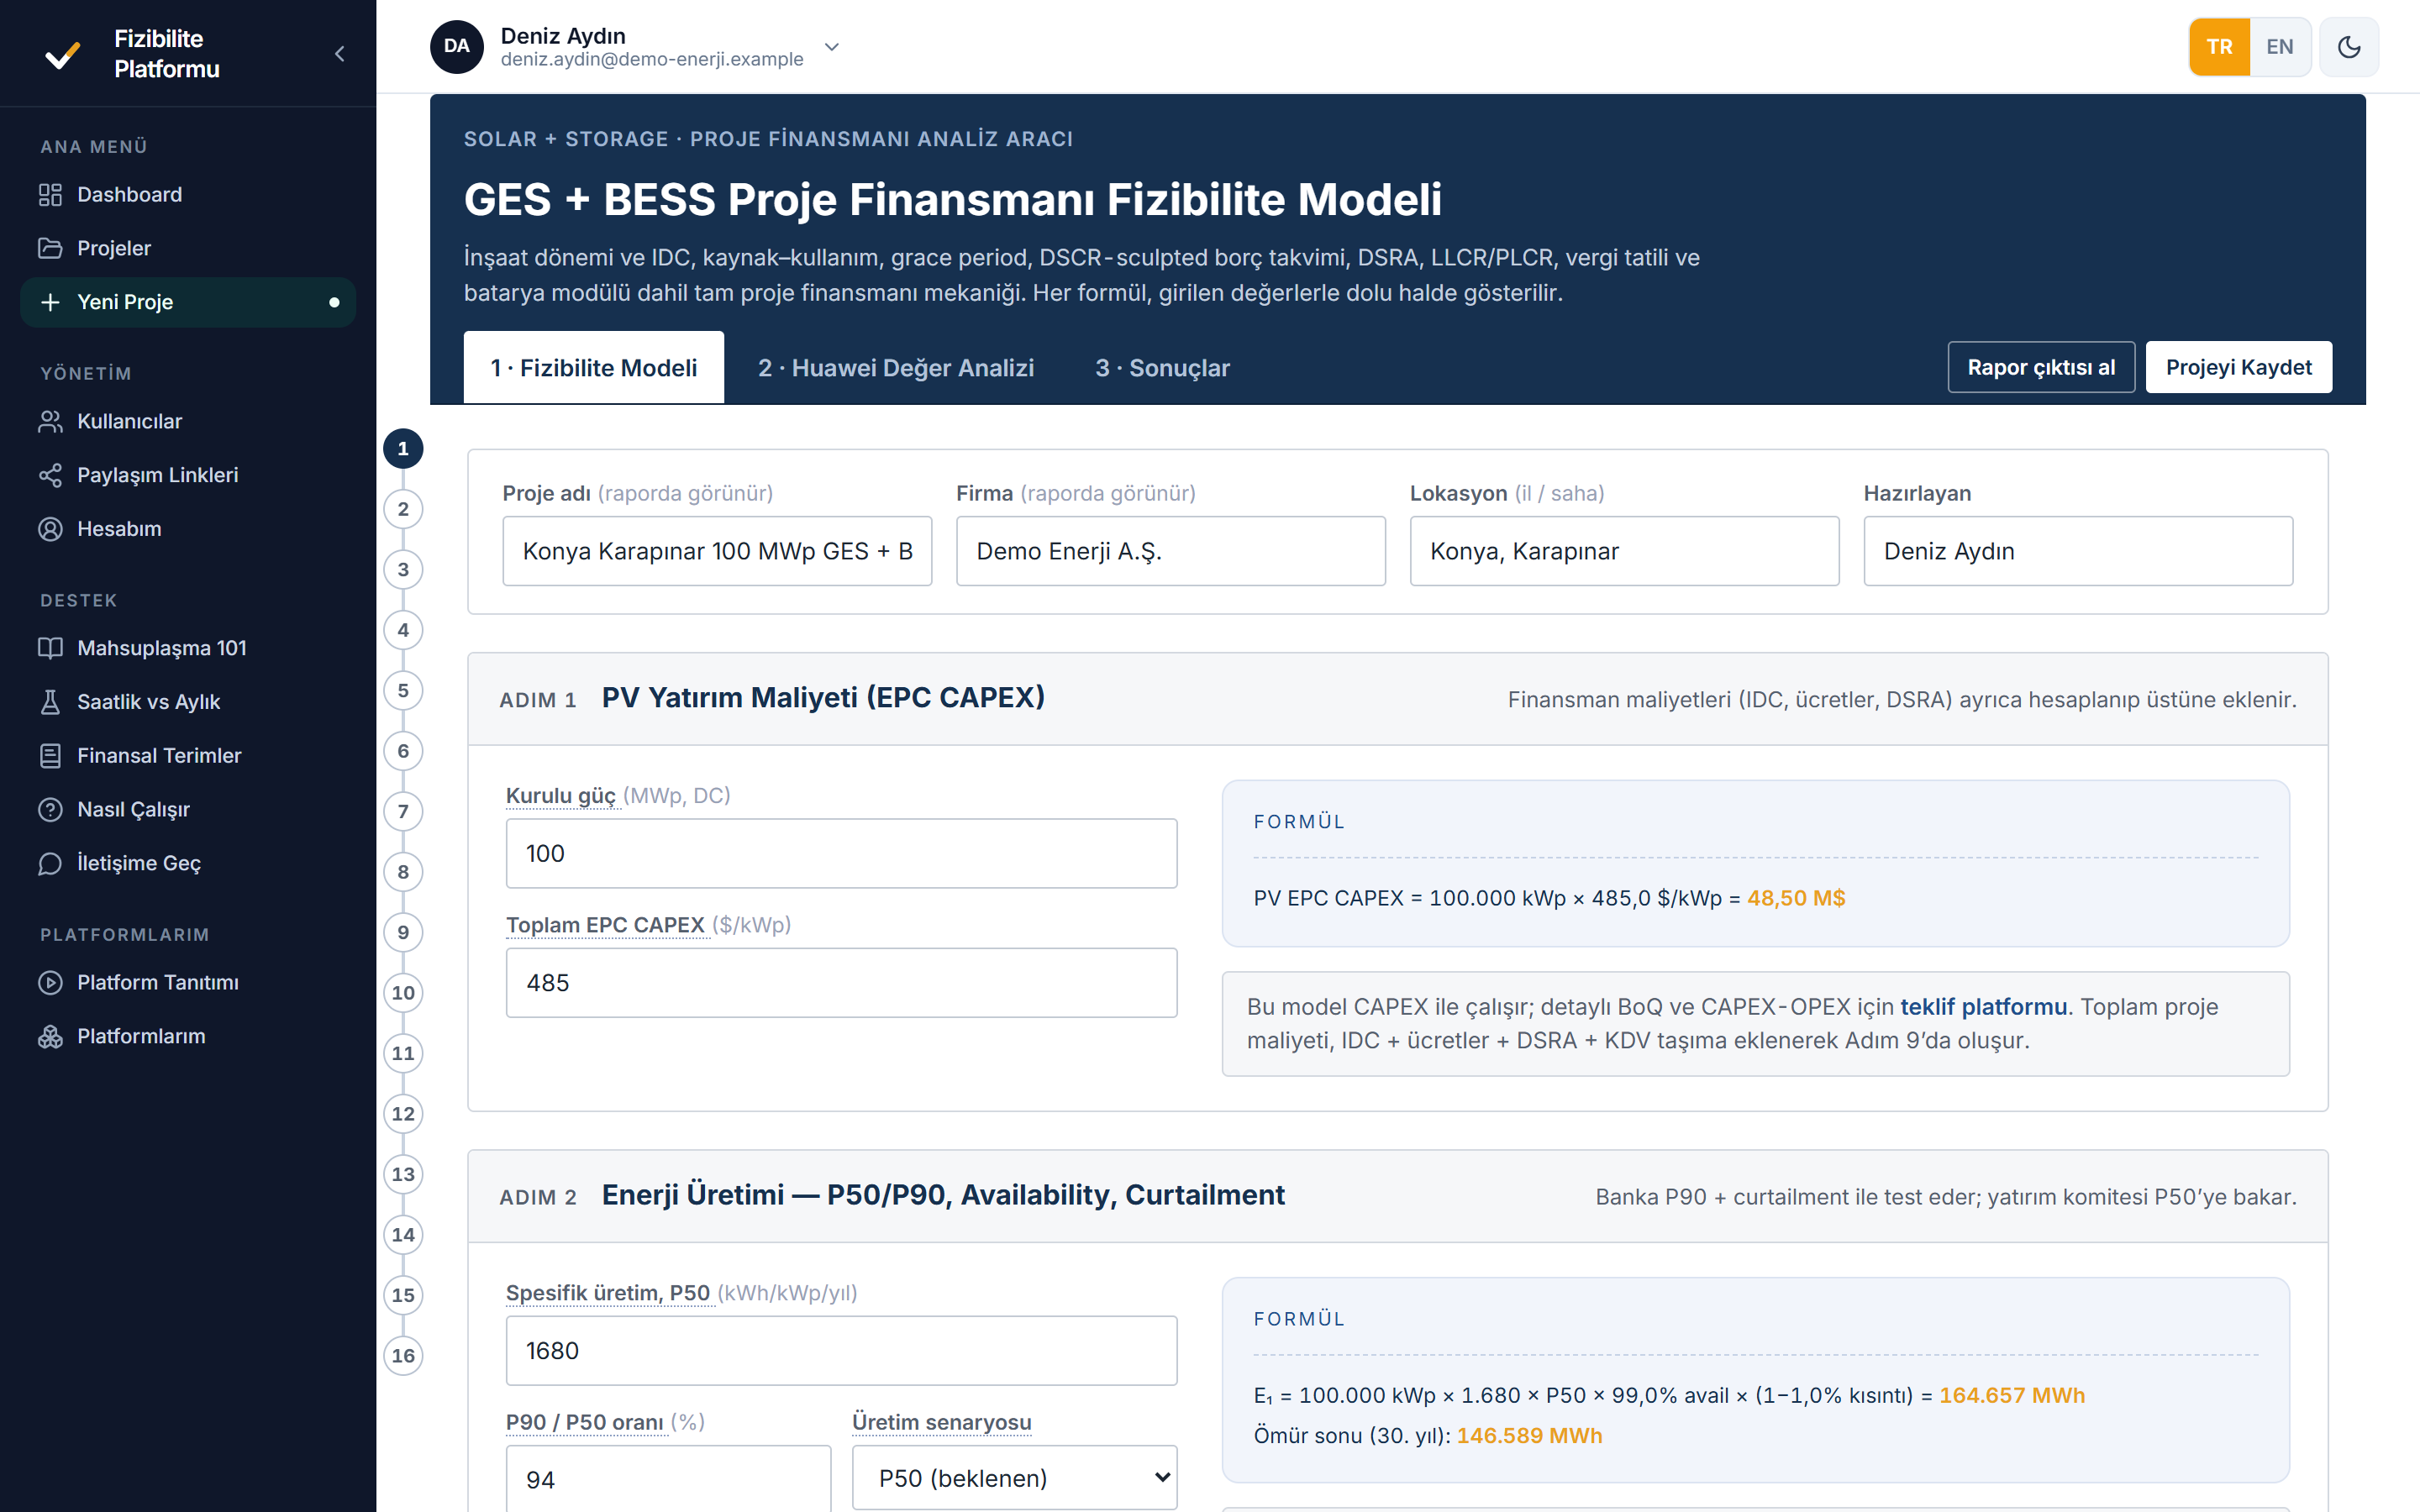 Fizibilite
Platformu
ANA MENÜ
Dashboard
Projeler
Yeni Proje
YÖNETİM
Kullanıcılar
Paylaşım Linkleri
Hesabım
DESTEK
Mahsuplaşma 101
Saatlik vs Aylık
Finansal Terimler
Nasıl Çalışır
İletişime Geç
PLATFORMLARIM
Platform Tanıtımı
Platformlarım
DA
Deniz Aydın
deniz.aydin@demo-enerji.example
TR EN
SOLAR + STORAGE · PROJE FİNANSMANI ANALİZ ARACI
GES + BESS Proje Finansmanı Fizibilite Modeli
İnşaat dönemi ve IDC, kaynak–kullanım, grace period, DSCR-sculpted borç takvimi, DSRA, LLCR/PLCR, vergi tatili ve
batarya modülü dahil tam proje finansmanı mekaniği. Her formül, girilen değerlerle dolu halde gösterilir.
1 · Fizibilite Modeli
2 · Huawei Değer Analizi
3 · Sonuçlar
Rapor çıktısı al
Projeyi Kaydet
1
2
3
4
5
6
7
8
9
10
11
12
13
14
15
16
Proje adı (raporda görünür)
Konya Karapınar 100 MWp GES + B
Firma (raporda görünür)
Demo Enerji A.Ş.
Lokasyon (il / saha)
Konya, Karapınar
Hazırlayan
Deniz Aydın
ADIM 1 PV Yatırım Maliyeti (EPC CAPEX)
Finansman maliyetleri (IDC, ücretler, DSRA) ayrıca hesaplanıp üstüne eklenir.
Kurulu güç (MWp, DC)
100
Toplam EPC CAPEX ($/kWp)
485
FORMÜL
PV EPC CAPEX = 100.000 kWp × 485,0 $/kWp = 48,50 M$
Bu model CAPEX ile çalışır; detaylı BoQ ve CAPEX-OPEX için teklif platformu. Toplam proje
maliyeti, IDC + ücretler + DSRA + KDV taşıma eklenerek Adım 9’da oluşur.
ADIM 2 Enerji Üretimi — P50/P90, Availability, Curtailment
Banka P90 + curtailment ile test eder; yatırım komitesi P50’ye bakar.
Spesifik üretim, P50 (kWh/kWp/yıl)
1680
P90 / P50 oranı (%)
94
Üretim senaryosu
P50 (beklenen)
FORMÜL
E₁ = 100.000 kWp × 1.680 × P50 × 99,0% avail × (1−1,0% kısıntı) = 164.657 MWh
Ömür sonu (30. yıl): 146.589 MWh